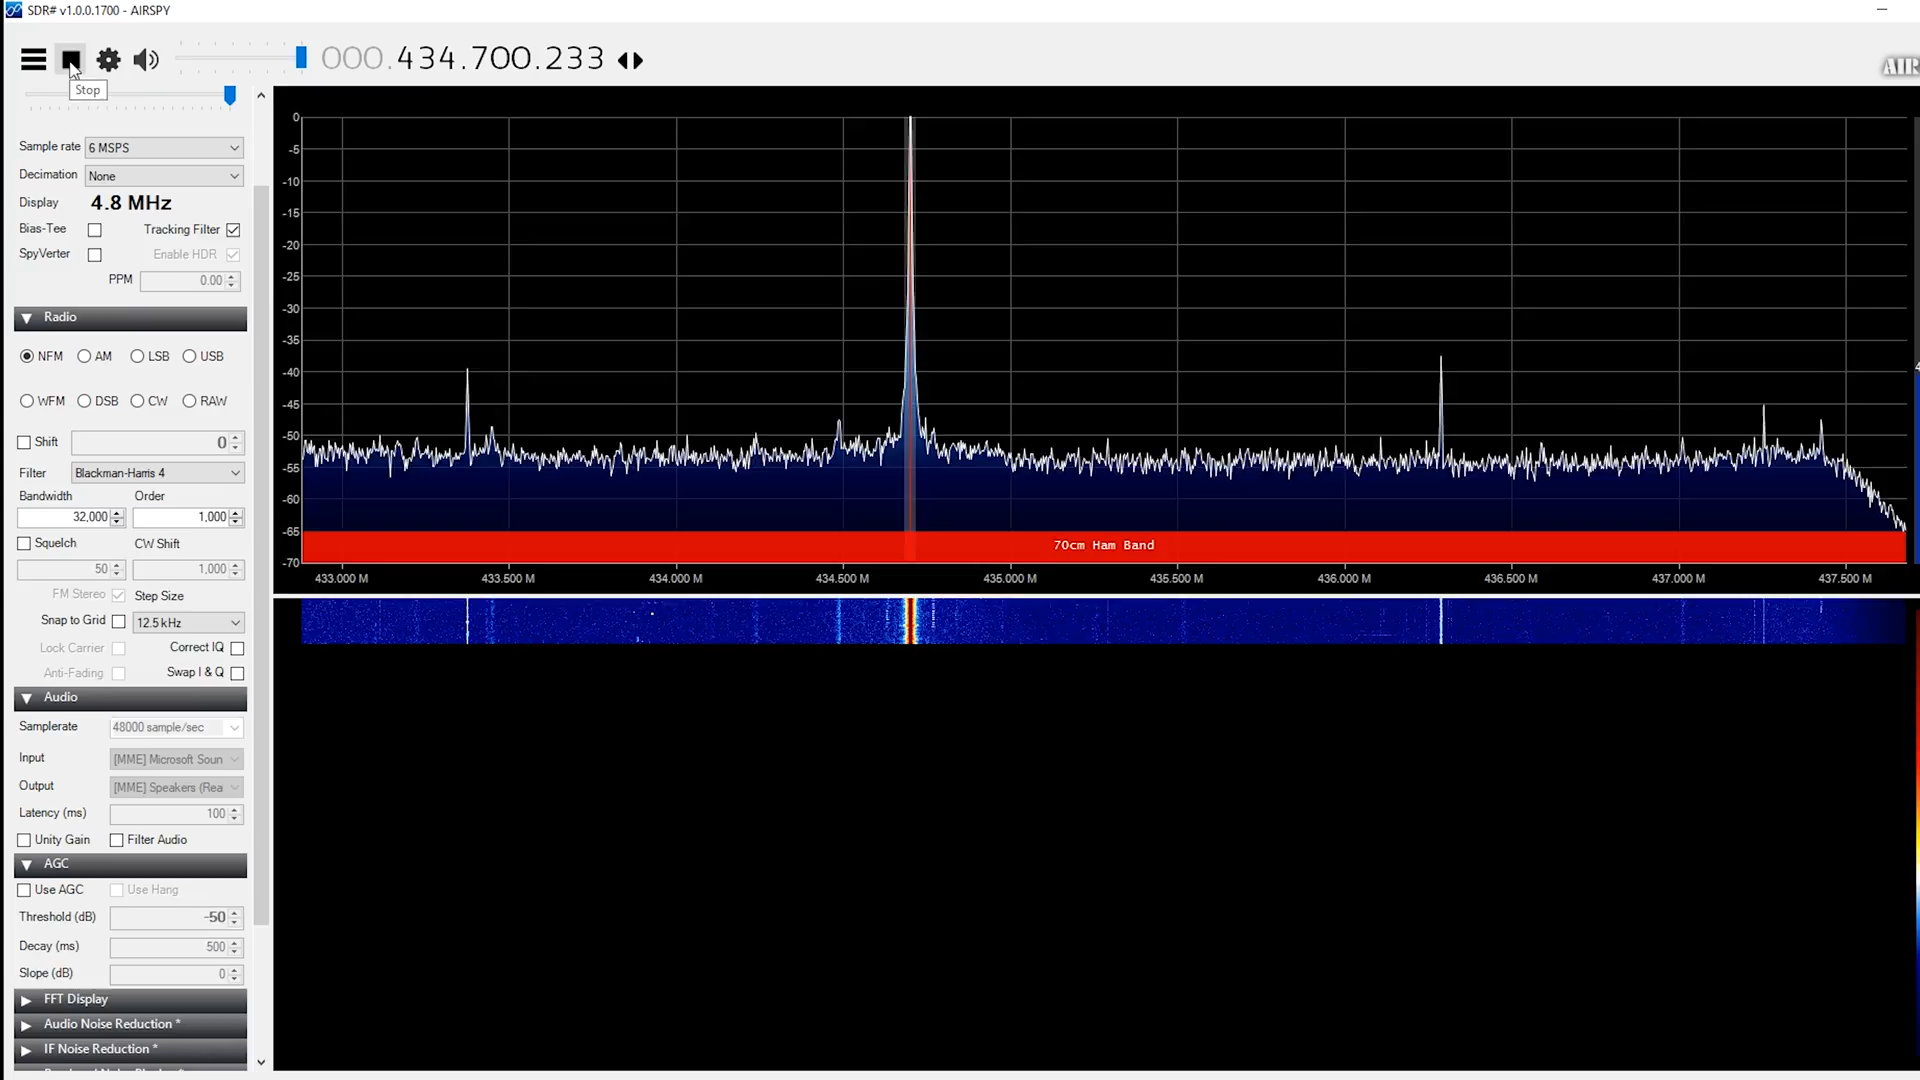 SDR# v1.0.0.1700 - AIRSPY
000.434.700.233
AIR
Stop
Sample rate 6 MSPS
Decimation None
Display 4.8 MHz
Bias-Tee Tracking Filter
SpyVerter Enable HDR
PPM 0.00
Radio
NFM AM LSB USB
WFM DSB CW RAW
Shift 0
Filter Blackman-Harris 4
Bandwidth Order
32,000 1,000
Squelch CW Shift
50 1,000
FM Stereo Step Size
Snap to Grid 12.5 kHz
Lock Carrier Correct IQ
Anti-Fading Swap I & Q
Audio
Samplerate 48000 sample/sec
Input [MME] Microsoft Soun
Output [MME] Speakers (Rea
Latency (ms) 100
Unity Gain Filter Audio
AGC
Use AGC Use Hang
Threshold (dB) -50
Decay (ms) 500
Slope (dB) 0
FFT Display
Audio Noise Reduction *
IF Noise Reduction *
0
-5
-10
-15
-20
-25
-30
-35
-40
-45
-50
-55
-60
-65
-70
70cm Ham Band
433.000 M 433.500 M 434.000 M 434.500 M 435.000 M 435.500 M 436.000 M 436.500 M 437.000 M 437.500 M